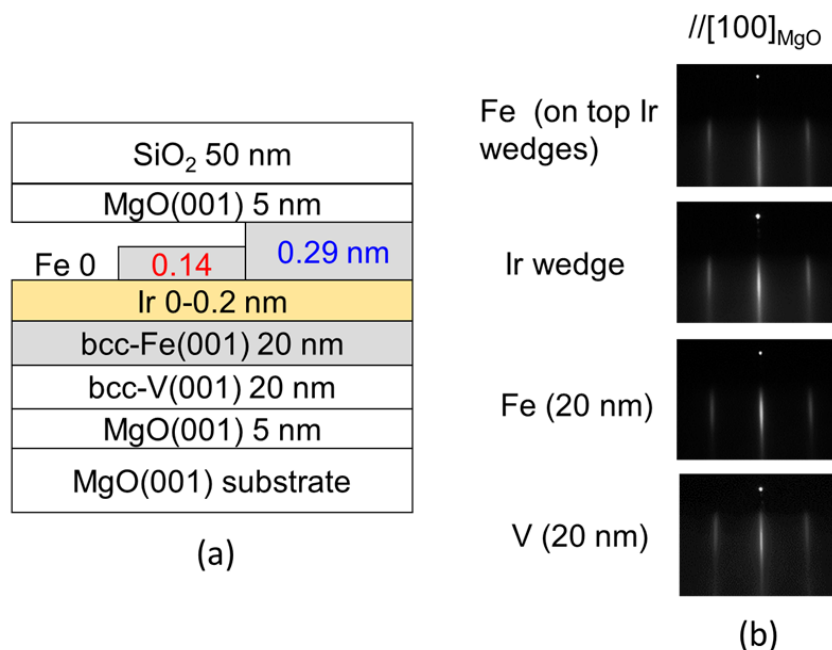 SiO₂ 50 nm
MgO(001) 5 nm
Fe 0
0.14
0.29 nm
Ir 0-0.2 nm
bcc-Fe(001) 20 nm
bcc-V(001) 20 nm
MgO(001) 5 nm
MgO(001) substrate
(a)
//[100]MgO
Fe (on top Ir
wedges)
Ir wedge
Fe (20 nm)
V (20 nm)
(b)